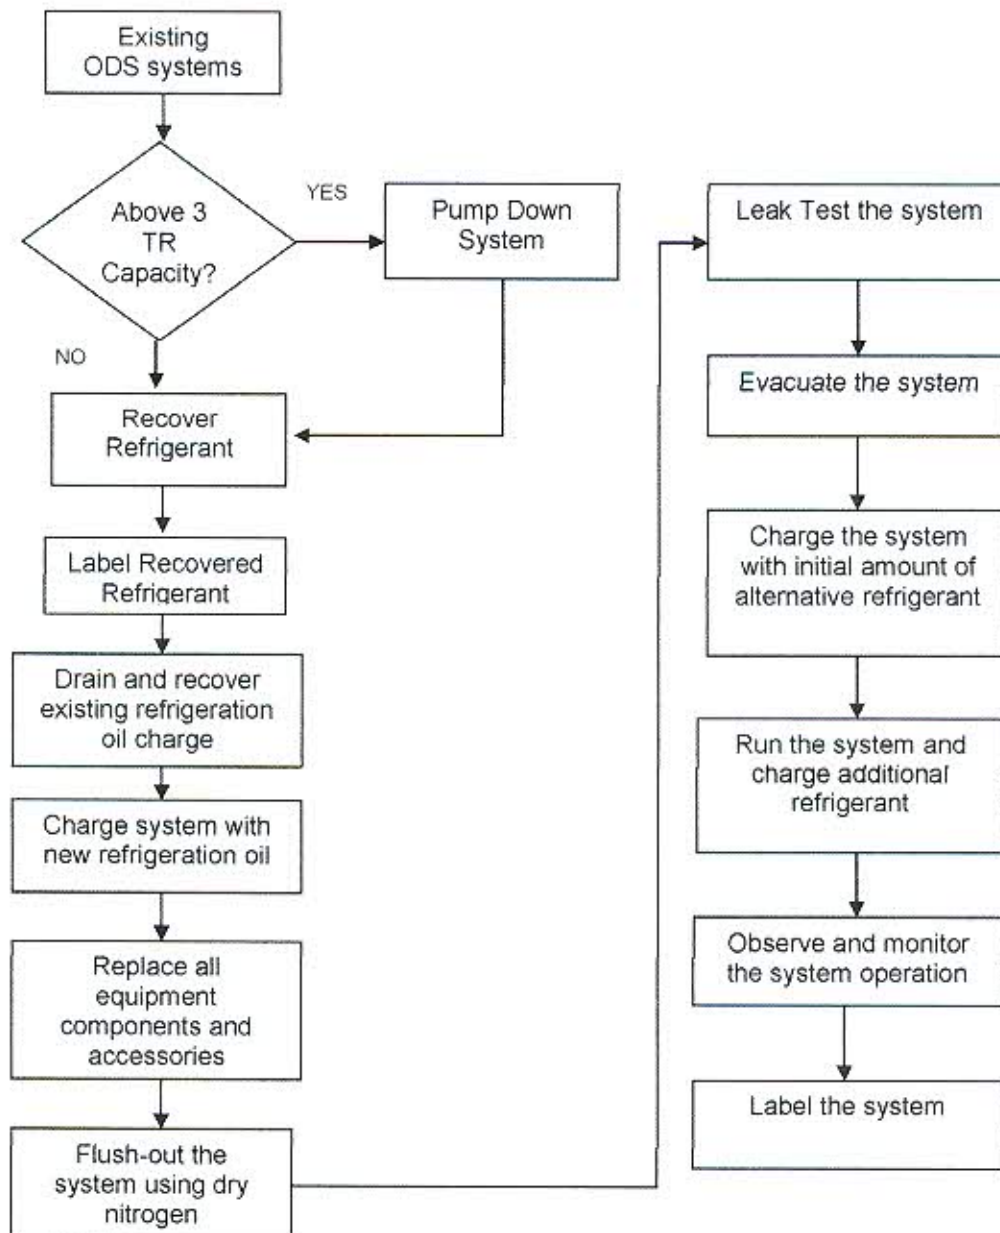 Existing
ODS systems
Above 3
TR
Capacity?
YES
Pump Down
System
NO
Recover
Refrigerant
Label Recovered
Refrigerant
Drain and recover
existing refrigeration
oil charge
Charge system with
new refrigeration oil
Replace all
equipment
components and
accessories
Flush-out the
system using dry
nitrogen
Leak Test the system
Evacuate the system
Charge the system
with initial amount of
alternative refrigerant
Run the system and
charge additional
refrigerant
Observe and monitor
the system operation
Label the system